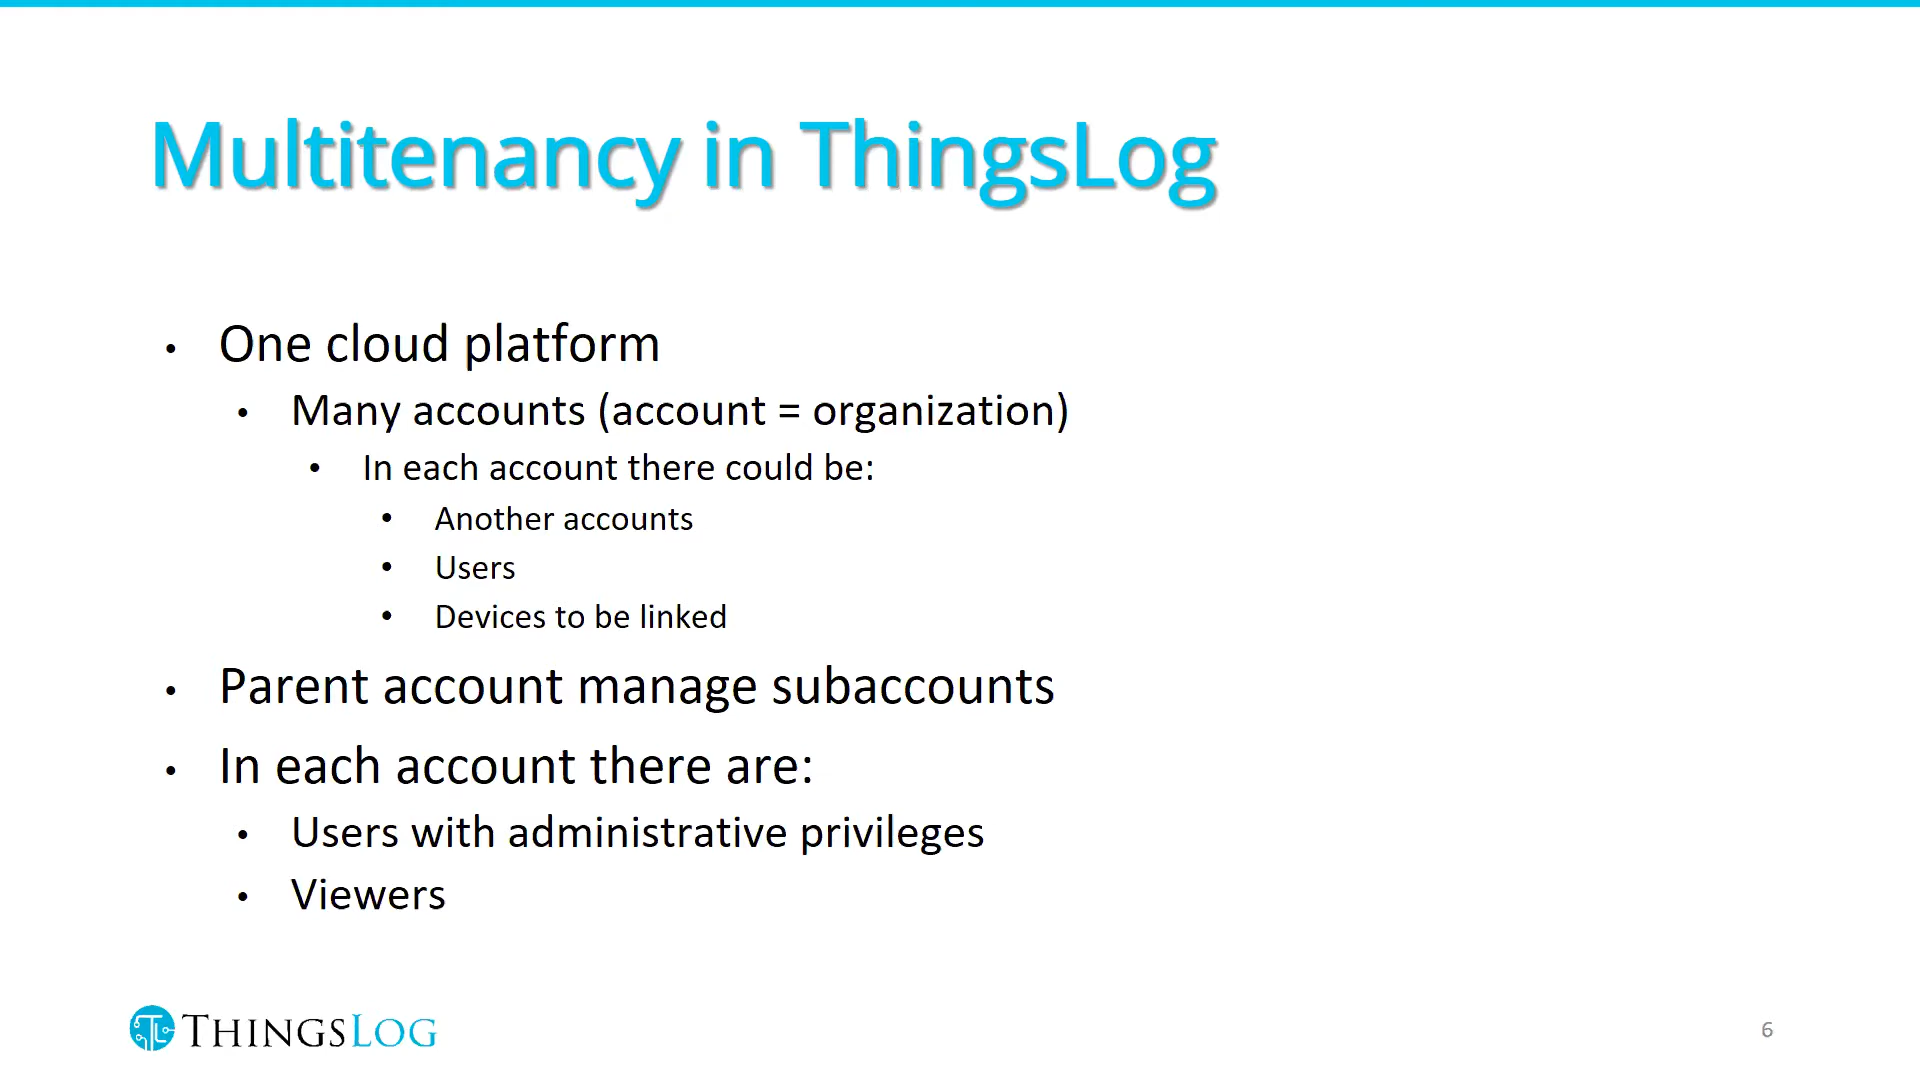 Multitenancy in ThingsLog
• One cloud platform
• Many accounts (account = organization)
• In each account there could be:
• Another accounts
• Users
• Devices to be linked
• Parent account manage subaccounts
• In each account there are:
• Users with administrative privileges
• Viewers
THINGSLOG
6